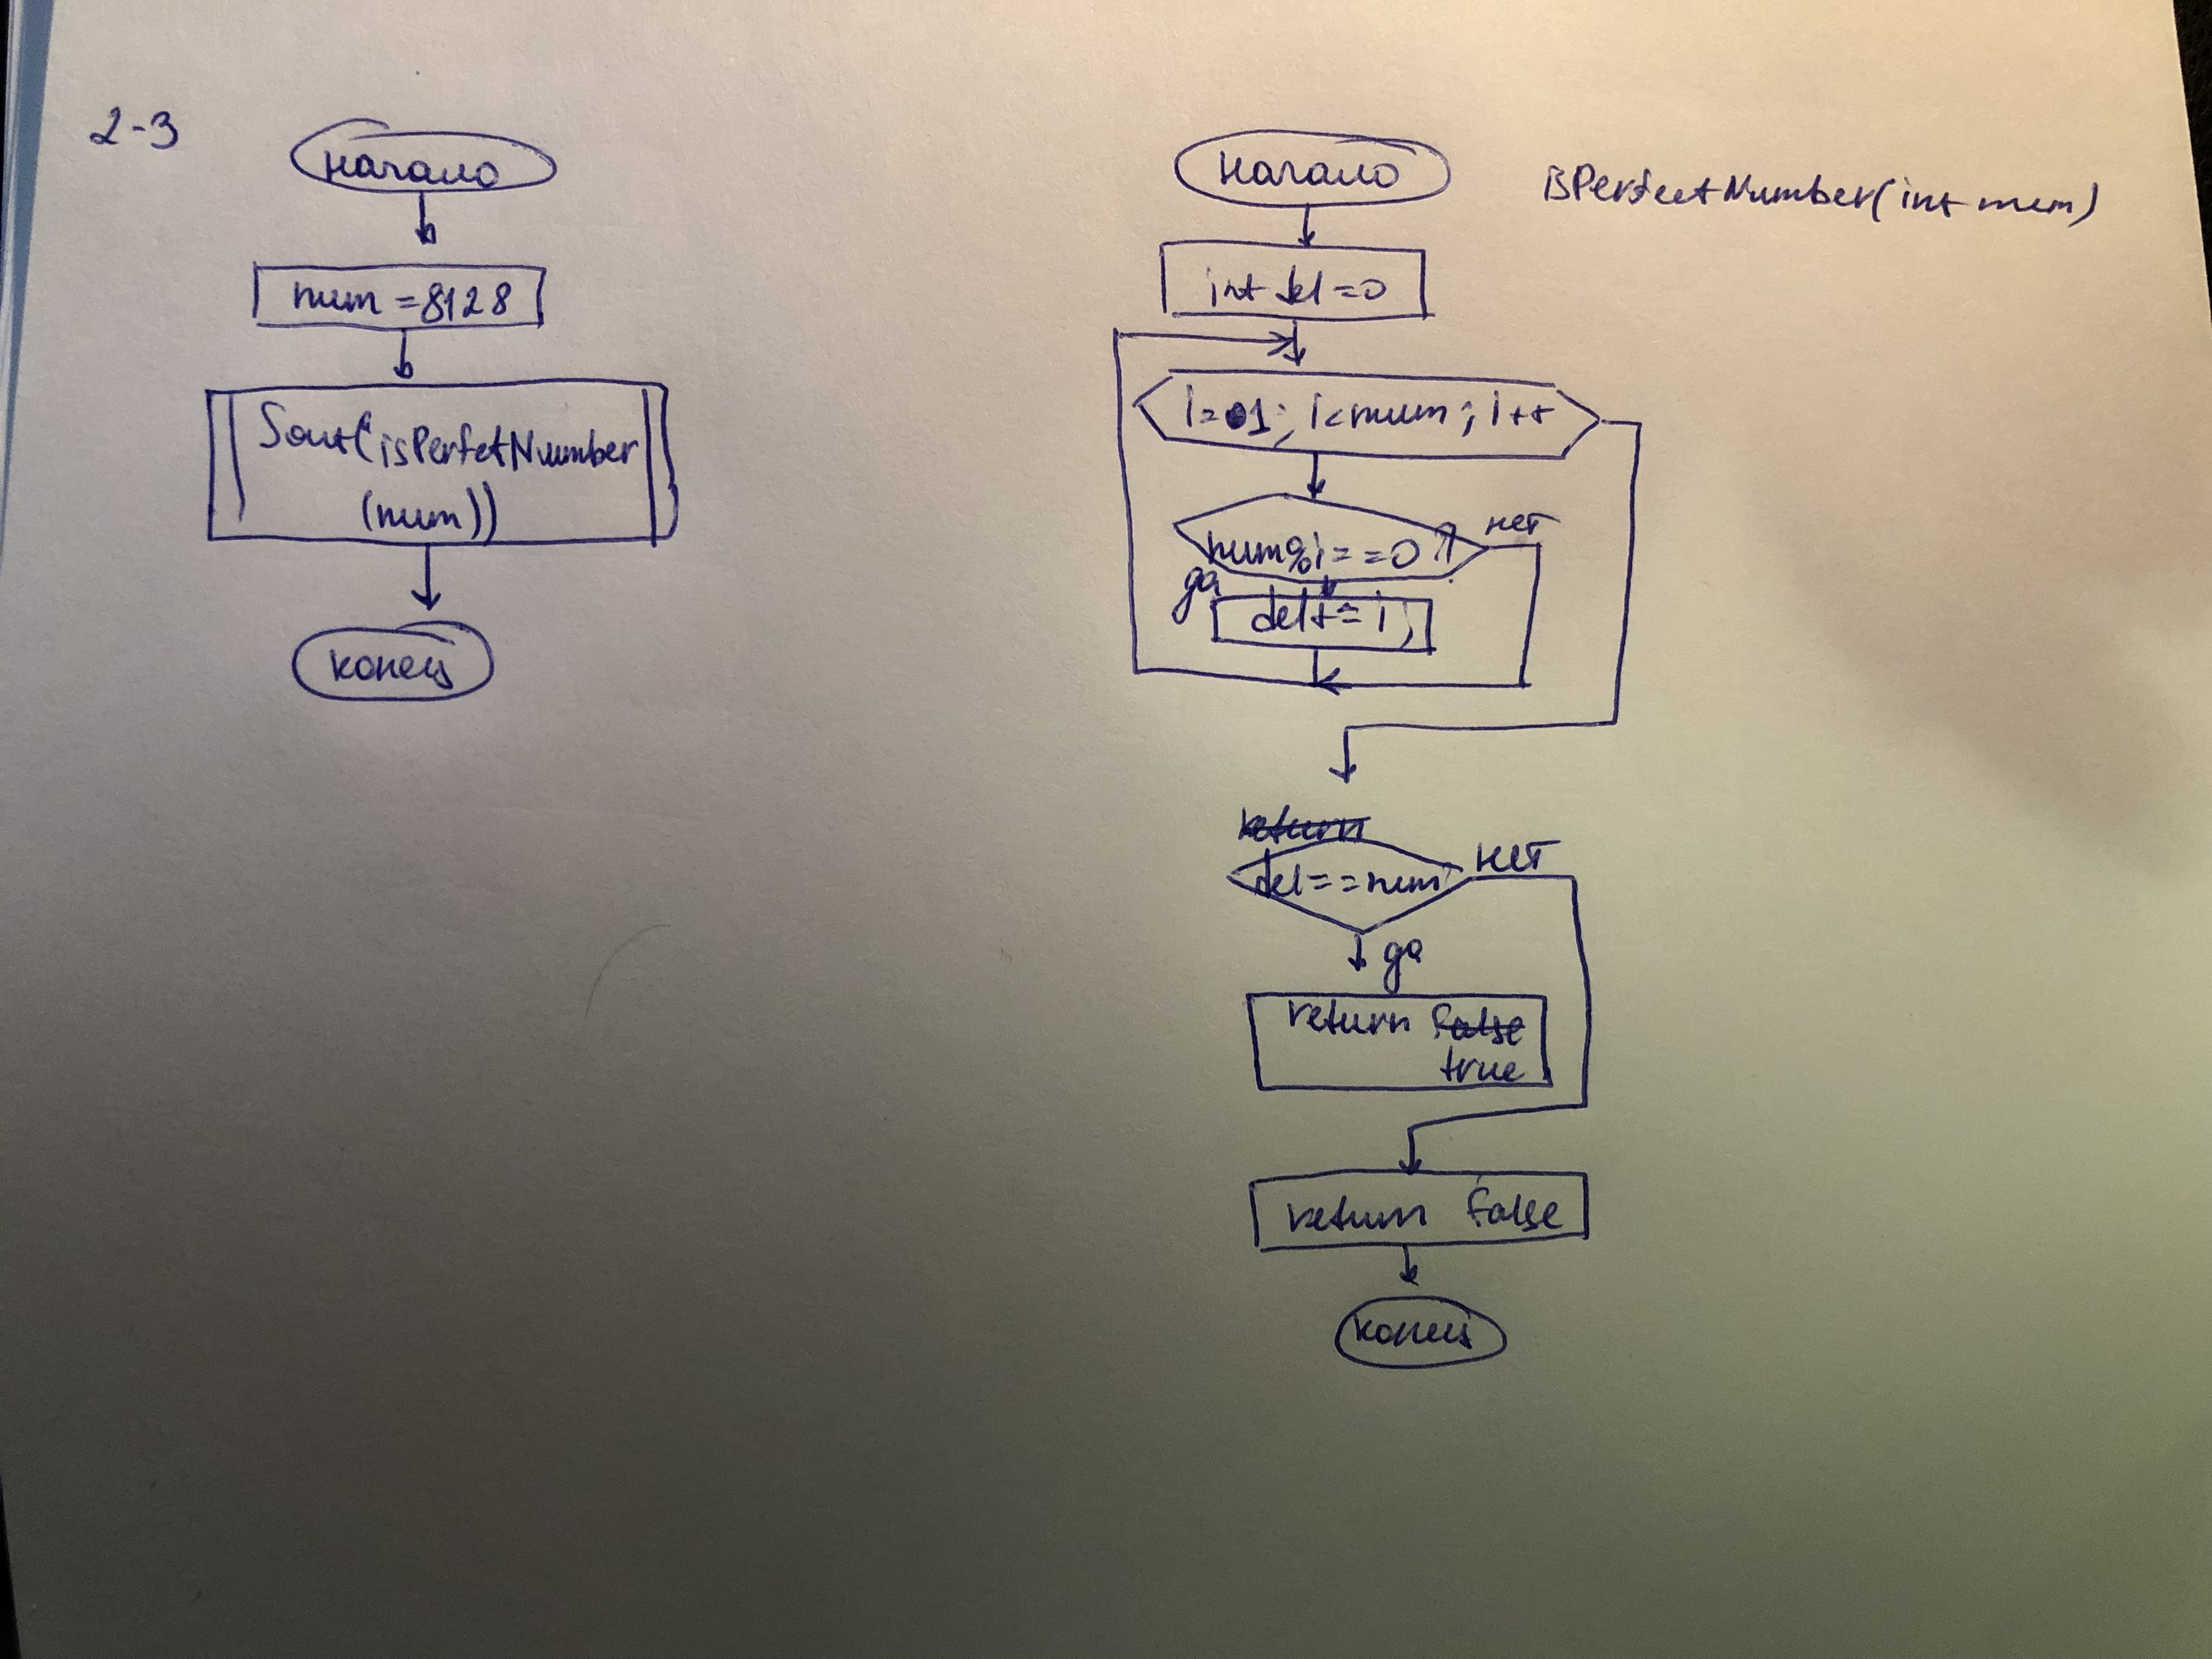 2-3
начало
num = 8128
Sout(isPerfetNumber
(num))
конец
начало
isPerfectNumber(int num)
int del = 0
i=01; i<num; i++
num%i==0?
нет
да
del+=i;
return
del==num
нет
да
return false
true
return false
конец